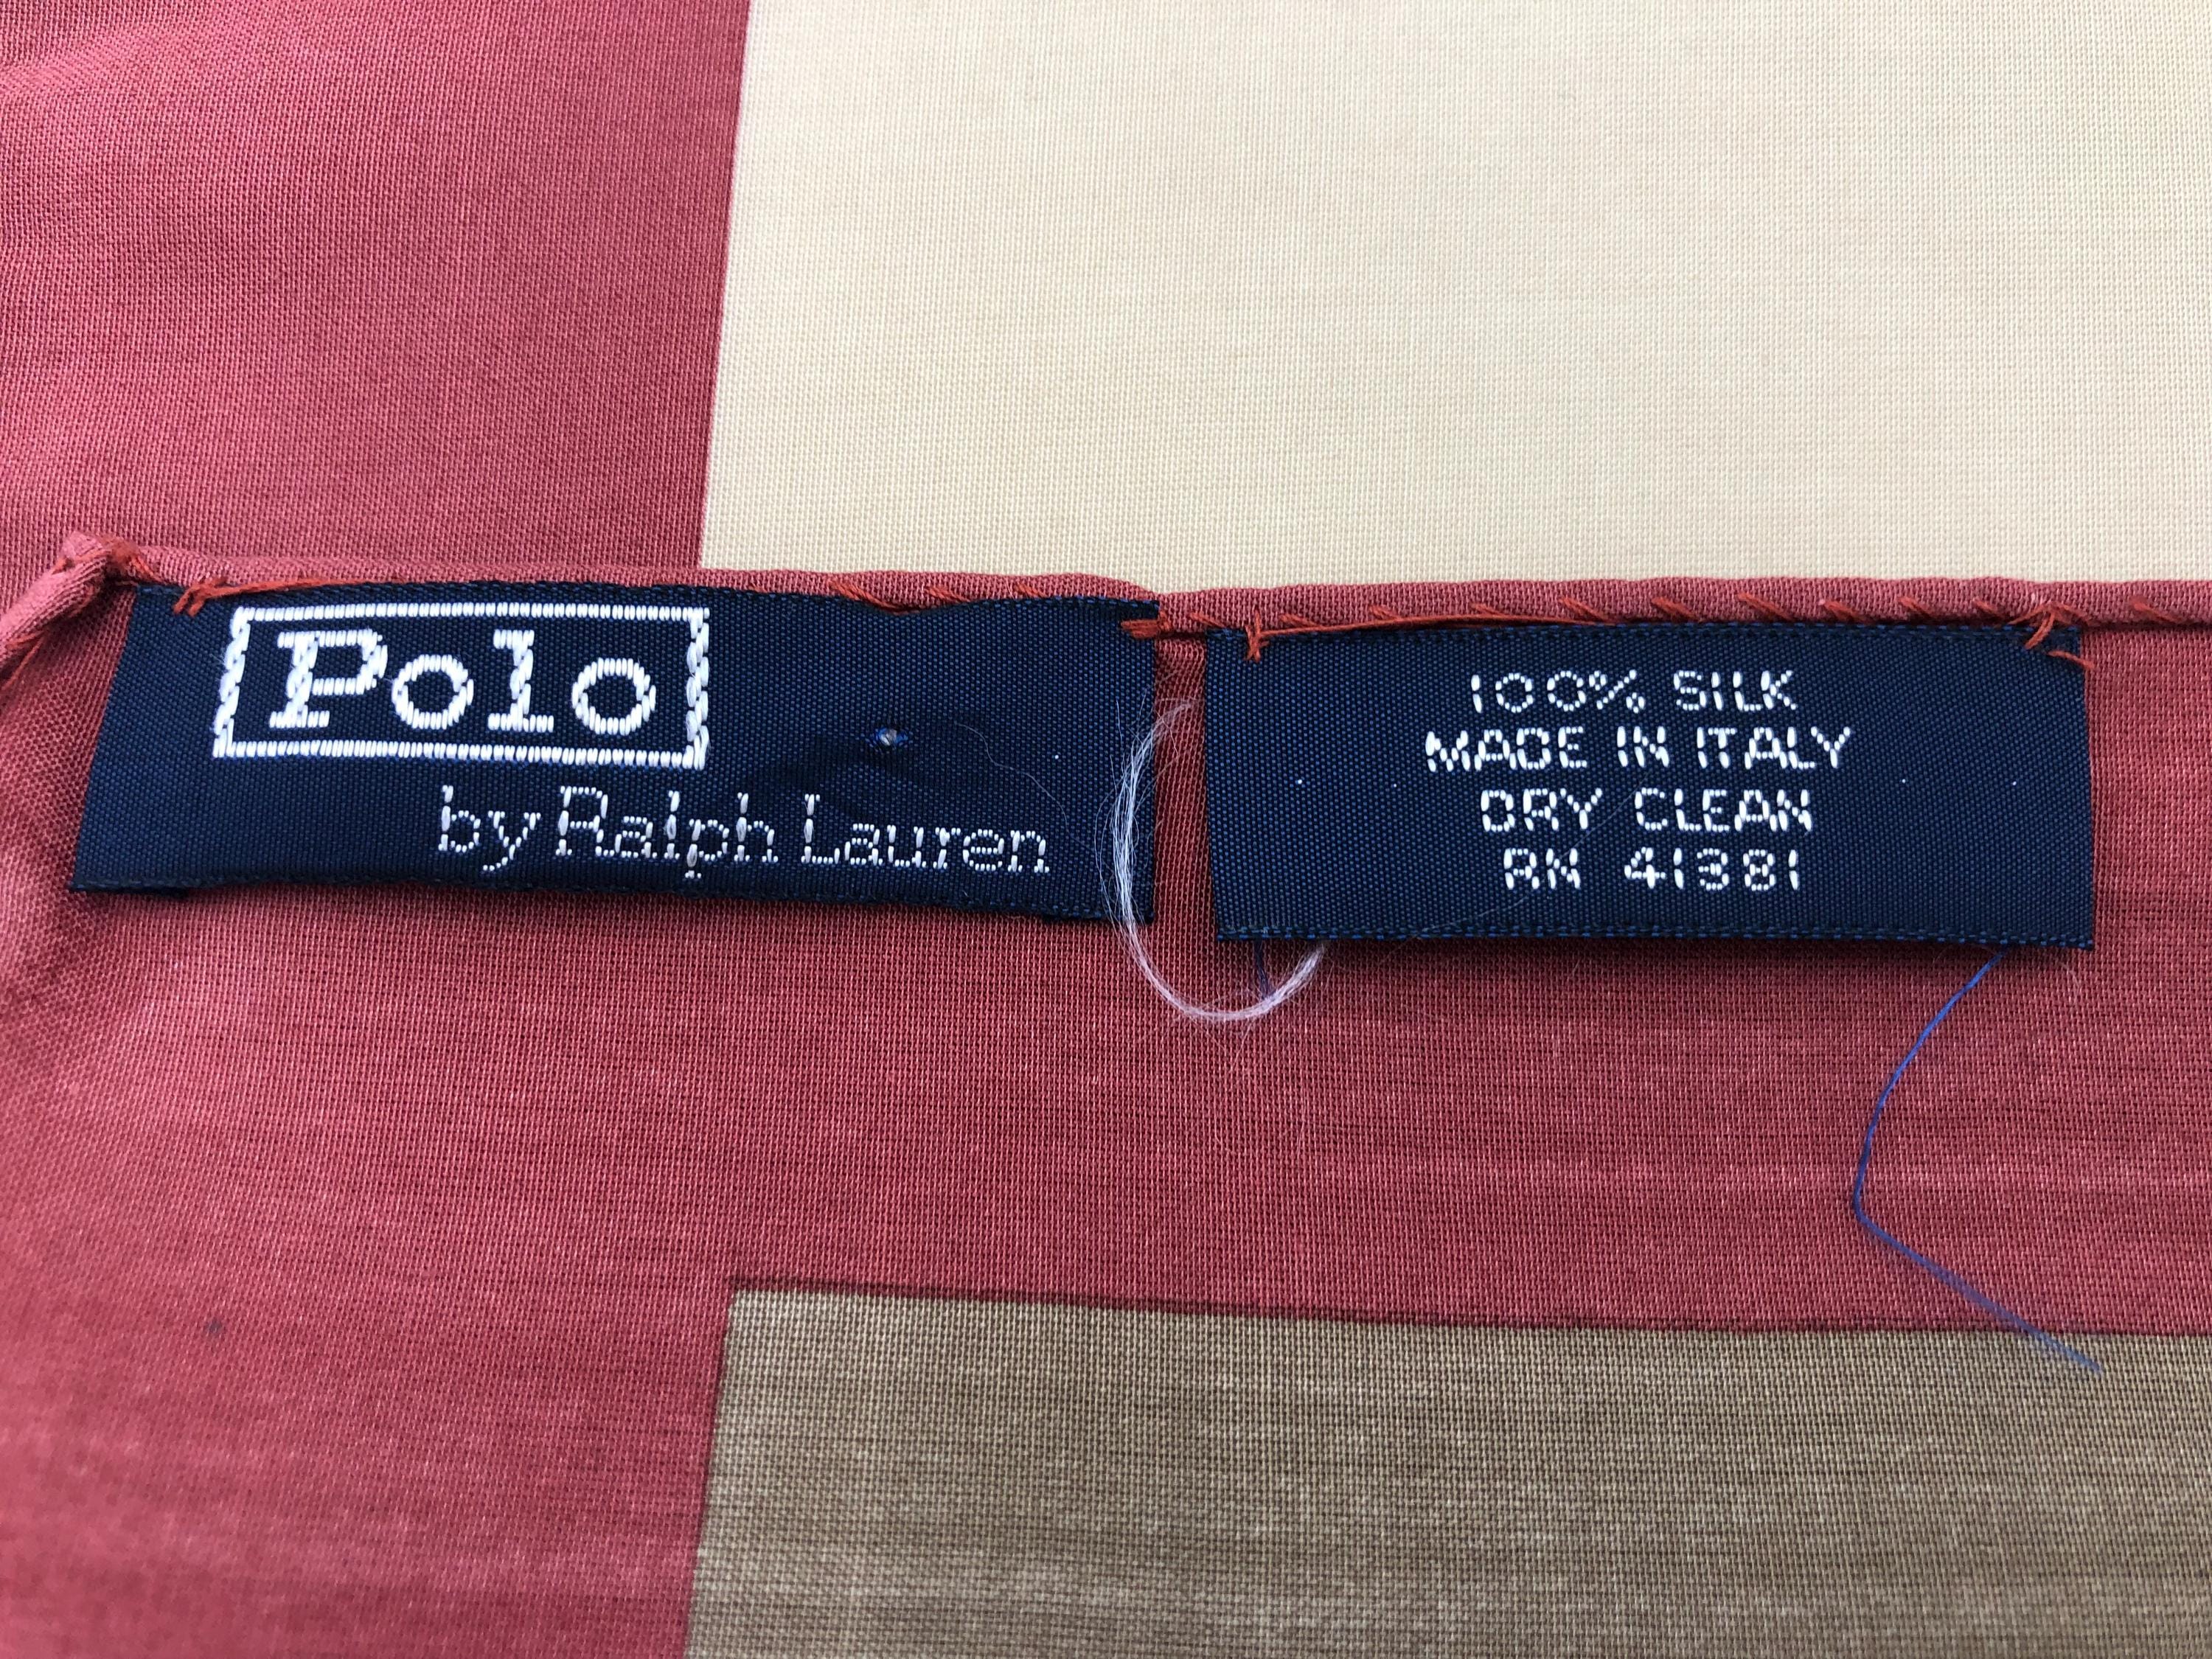 Polo
by Ralph Lauren
100% SILK
MADE IN ITALY
DRY CLEAN
RN 41381